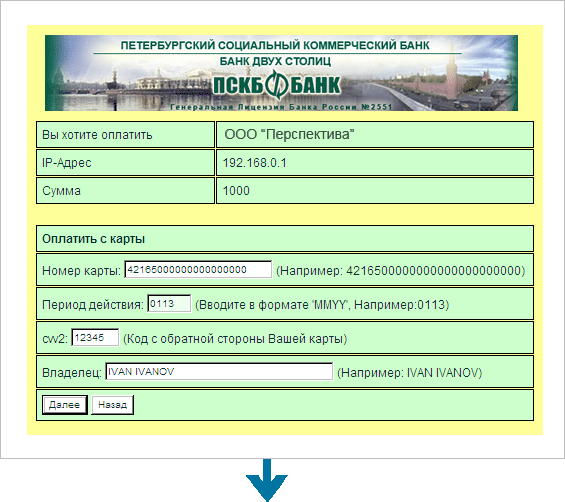 ПЕТЕРБУРГСКИЙ СОЦИАЛЬНЫЙ КОММЕРЧЕСКИЙ БАНК
БАНК ДВУХ СТОЛИЦ
ПСКБ БАНК
Генеральная Лицензия Банка России №2551
Вы хотите оплатить ООО "Перспектива"
IP-Адрес 192.168.0.1
Сумма 1000
Оплатить с карты
Номер карты: 42165000000000000000 (Например: 4216500000000000000000000)
Период действия: 0113 (Вводите в формате 'MMYY', Например:0113)
cvv2: 12345 (Код с обратной стороны Вашей карты)
Владелец: IVAN IVANOV (Например: IVAN IVANOV)
Далее Назад